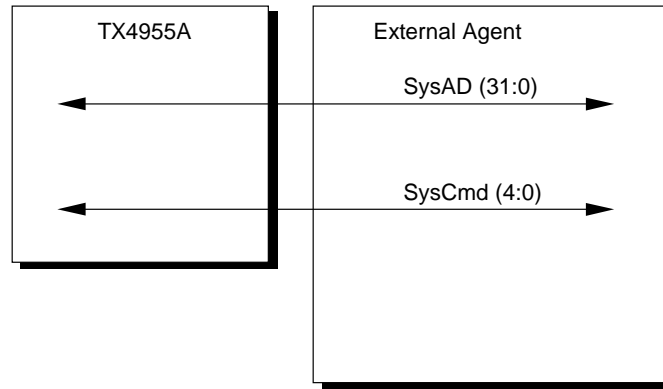 TX4955A
External Agent
SysAD (31:0)
SysCmd (4:0)